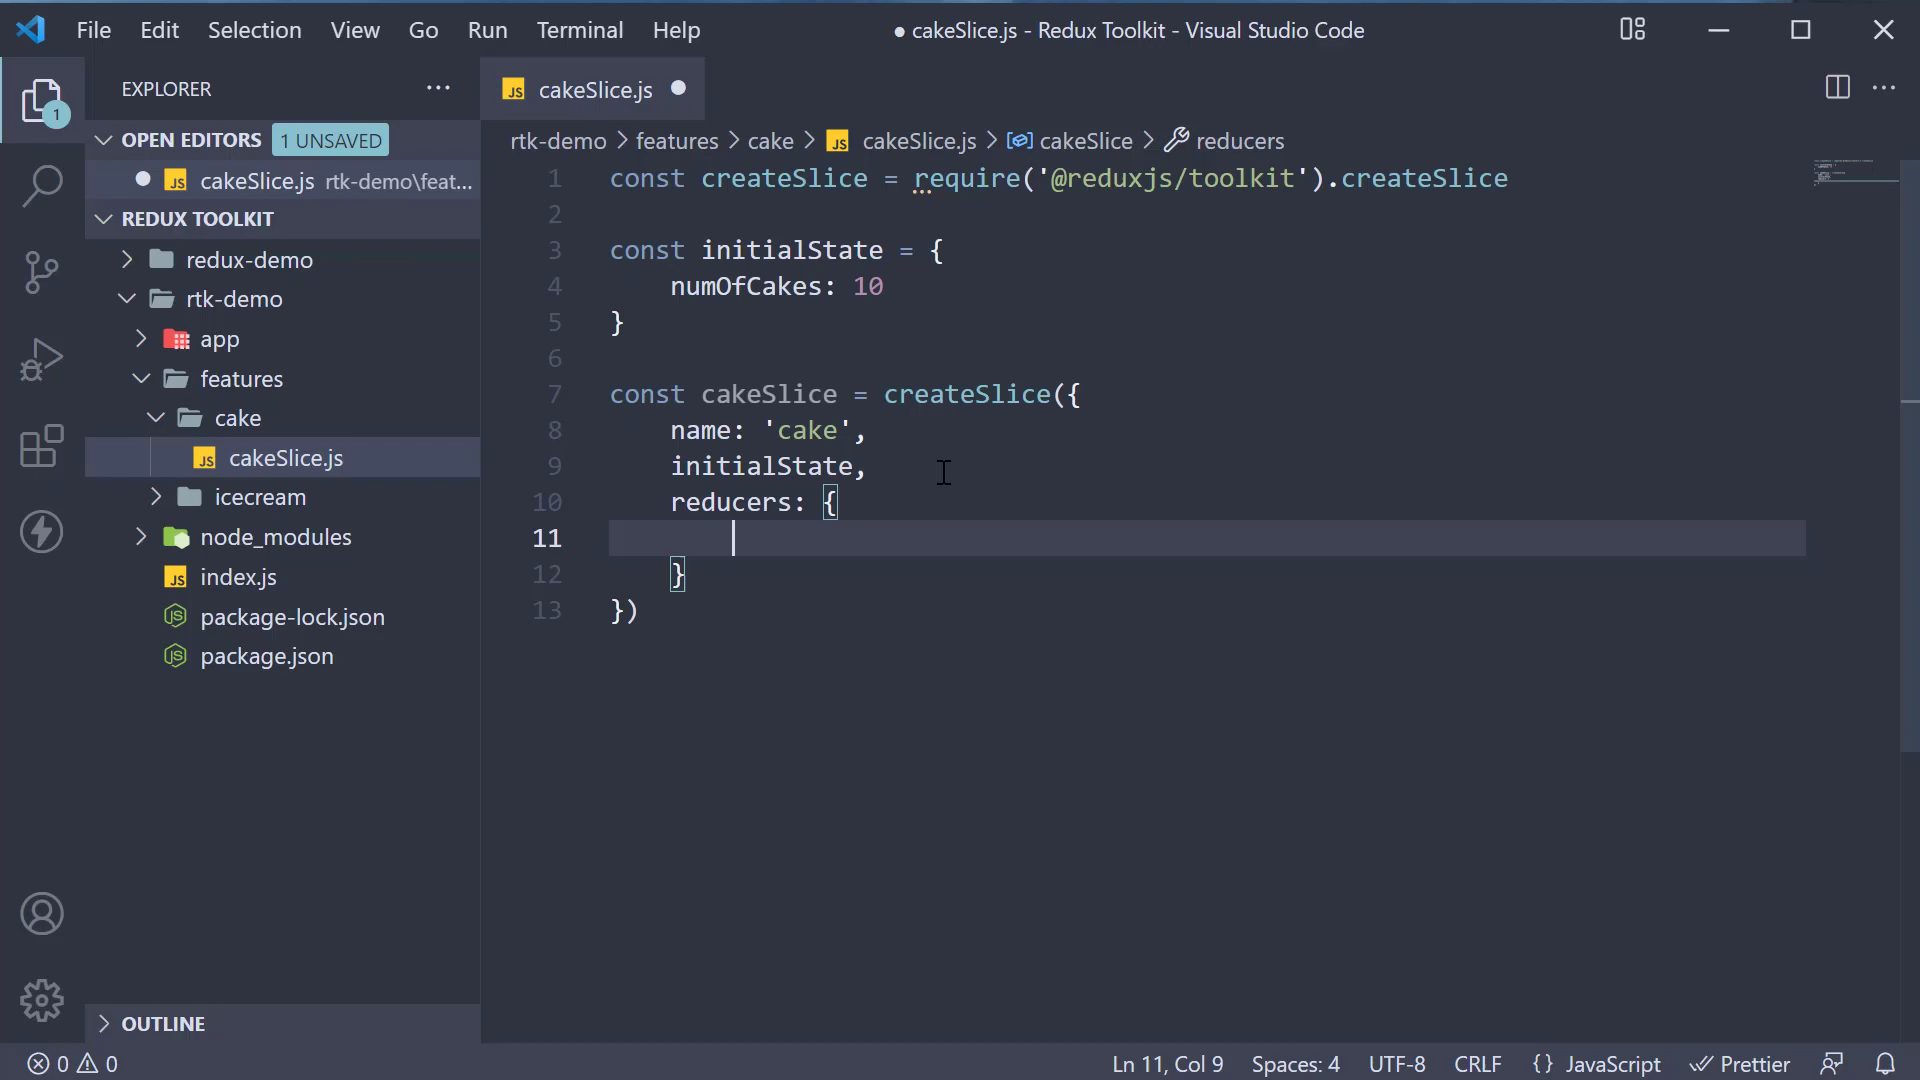 File Edit Selection View Go Run Terminal Help ● cakeSlice.js - Redux Toolkit - Visual Studio Code
EXPLORER ···
cakeSlice.js ●
1
OPEN EDITORS 1 UNSAVED
● JS cakeSlice.js rtk-demo\feat...
REDUX TOOLKIT
redux-demo
rtk-demo
app
features
cake
JS cakeSlice.js
icecream
node_modules
JS index.js
package-lock.json
package.json
OUTLINE
rtk-demo > features > cake > JS cakeSlice.js > cakeSlice > reducers
1 const createSlice = require('@reduxjs/toolkit').createSlice
2
3 const initialState = {
4     numOfCakes: 10
5 }
6
7 const cakeSlice = createSlice({
8     name: 'cake',
9     initialState,
10     reducers: {
11
12     }
13 })
0 0 Ln 11, Col 9 Spaces: 4 UTF-8 CRLF {} JavaScript Prettier